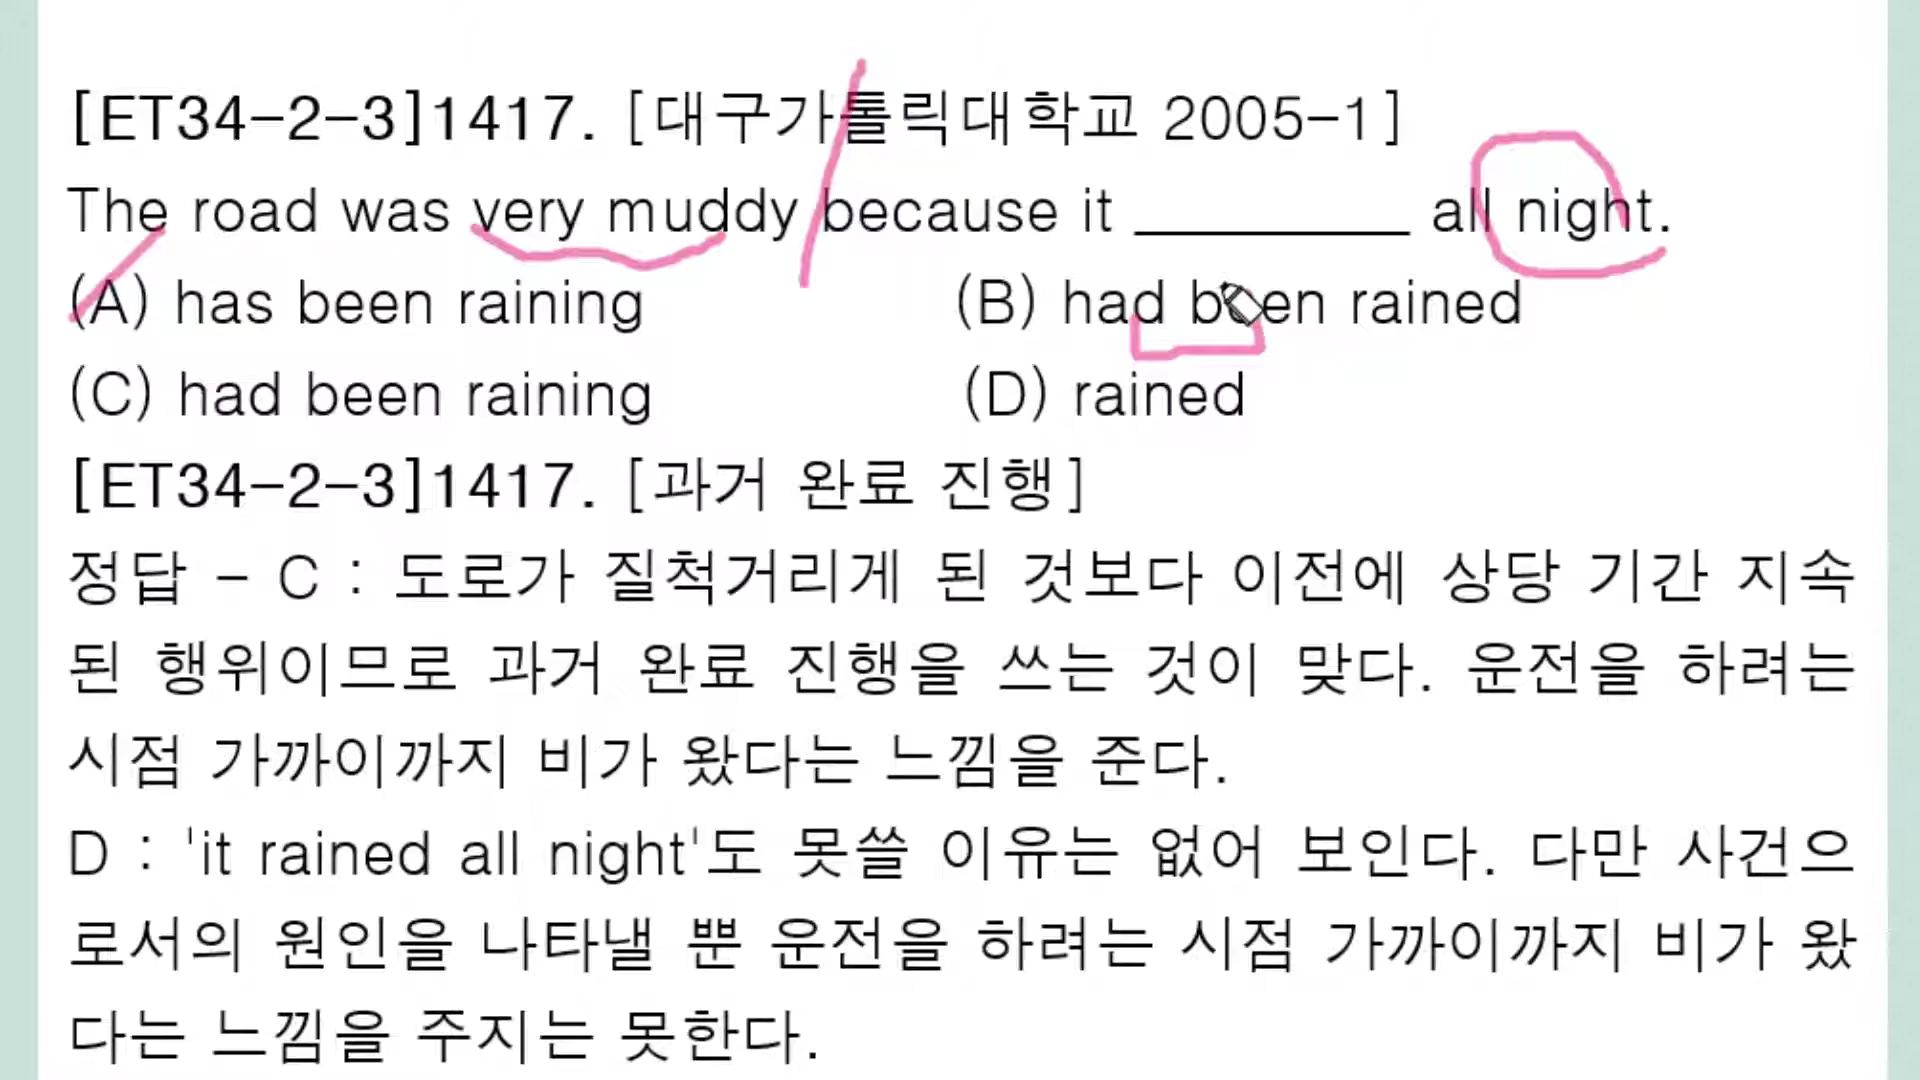 [ET34-2-3]1417. [대구가톨릭대학교 2005-1]
The road was very muddy because it __________ all night.
(A) has been raining (B) had been rained
(C) had been raining (D) rained
[ET34-2-3]1417. [과거 완료 진행]
정답 - C : 도로가 질척거리게 된 것보다 이전에 상당 기간 지속
된 행위이므로 과거 완료 진행을 쓰는 것이 맞다. 운전을 하려는
시점 가까이까지 비가 왔다는 느낌을 준다.
D : 'it rained all night'도 못쓸 이유는 없어 보인다. 다만 사건으
로서의 원인을 나타낼 뿐 운전을 하려는 시점 가까이까지 비가 왔
다는 느낌을 주지는 못한다.